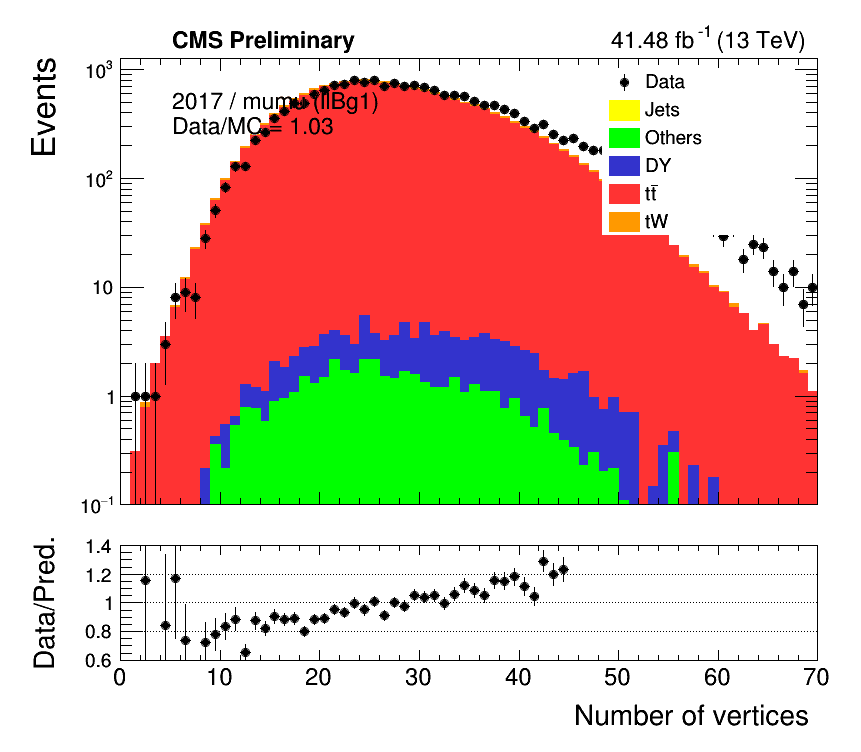 CMS Preliminary
41.48 fb⁻¹ (13 TeV)
Events
10³
10²
10
1
10⁻¹
2017 / mumu (llBg1)
Data/MC = 1.03
Data
Jets
Others
DY
tt̄
tW
Data/Pred.
1.4
1.2
1
0.8
0.6
0 10 20 30 40 50 60 70
Number of vertices